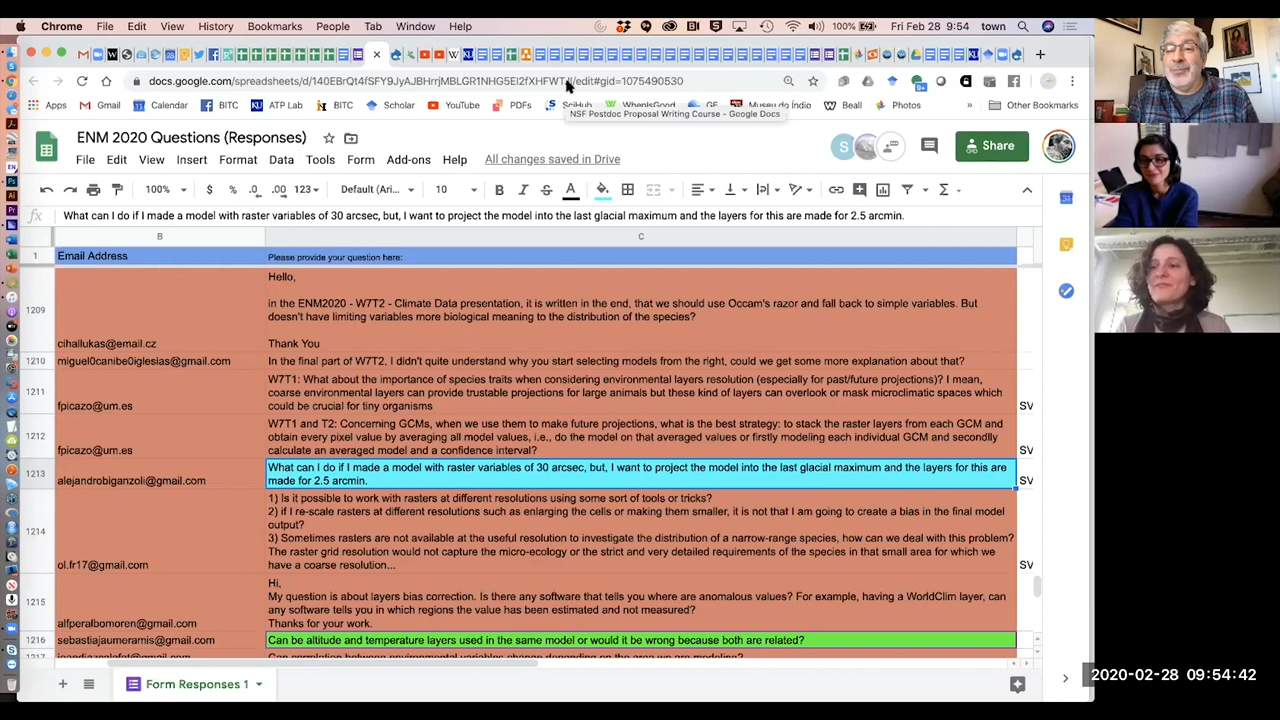 Chrome File Edit View History Bookmarks People Tab Window Help 100% Fri Feb 28 9:54 town
docs.google.com/spreadsheets/d/140EBrQt4fSFY9JyAJBHrrjMBLGR1NHG5EI2fXHFWTJI/edit#gid=1075490530
Apps Gmail Calendar BITC ATP Lab BITC Scholar YouTube PDFs SciHub WhenIsGood GE Museu do Índio Beall Photos » Other Bookmarks
NSF Postdoc Proposal Writing Course - Google Docs
ENM 2020 Questions (Responses)
File Edit View Insert Format Data Tools Form Add-ons Help All changes saved in Drive
S
Share
100% $ % .0 .00 123 Default (Ari... 10 B I S A
fx What can I do if I made a model with raster variables of 30 arcsec, but, I want to project the model into the last glacial maximum and the layers for this are made for 2.5 arcmin.
B C
1 Email Address Please provide your question here:
Hello,
in the ENM2020 - W7T2 - Climate Data presentation, it is written in the end, that we should use Occam's razor and fall back to simple variables. But
1209
doesn't have limiting variables more biological meaning to the distribution of the species?
cihallukas@email.cz Thank You
1210 miguel0canibe0iglesias@gmail.com In the final part of W7T2, I didn't quite understand why you start selecting models from the right, could we get some more explanation about that?
W7T1: What about the importance of species traits when considering environmental layers resolution (especially for past/future projections)? I mean,
1211 coarse environmental layers can provide trustable projections for large animals but these kind of layers can overlook or mask microclimatic spaces which
fpicazo@um.es could be crucial for tiny organisms SV
W7T1 and T2: Concerning GCMs, when we use them to make future projections, what is the best strategy: to stack the raster layers from each GCM and
1212 obtain every pixel value by averaging all model values, i.e., do the model on that averaged values or firstly modeling each individual GCM and secondlly
fpicazo@um.es calculate an averaged model and a confidence interval? SV
What can I do if I made a model with raster variables of 30 arcsec, but, I want to project the model into the last glacial maximum and the layers for this are
1213 alejandrobiganzoli@gmail.com made for 2.5 arcmin. SV
1) Is it possible to work with rasters at different resolutions using some sort of tools or tricks?
2) if I re-scale rasters at different resolutions such as enlarging the cells or making them smaller, it is not that I am going to create a bias in the final model
output?
1214
3) Sometimes rasters are not available at the useful resolution to investigate the distribution of a narrow-range species, how can we deal with this problem?
The raster grid resolution would not capture the micro-ecology or the strict and very detailed requirements of the species in that small area for which we
ol.fr17@gmail.com have a coarse resolution... SV
Hi,
My question is about layers bias correction. Is there any software that tells you where are anomalous values? For example, having a WorldClim layer, can
1215
any software tells you in which regions the value has been estimated and not measured?
alfperalbomoren@gmail.com Thanks for your work.
1216 sebastiajaumeramis@gmail.com Can be altitude and temperature layers used in the same model or would it be wrong because both are related?
1217 Can correlation between environmental variables change depending on the area we are modeling?
Form Responses 1
2020-02-28 09:54:42